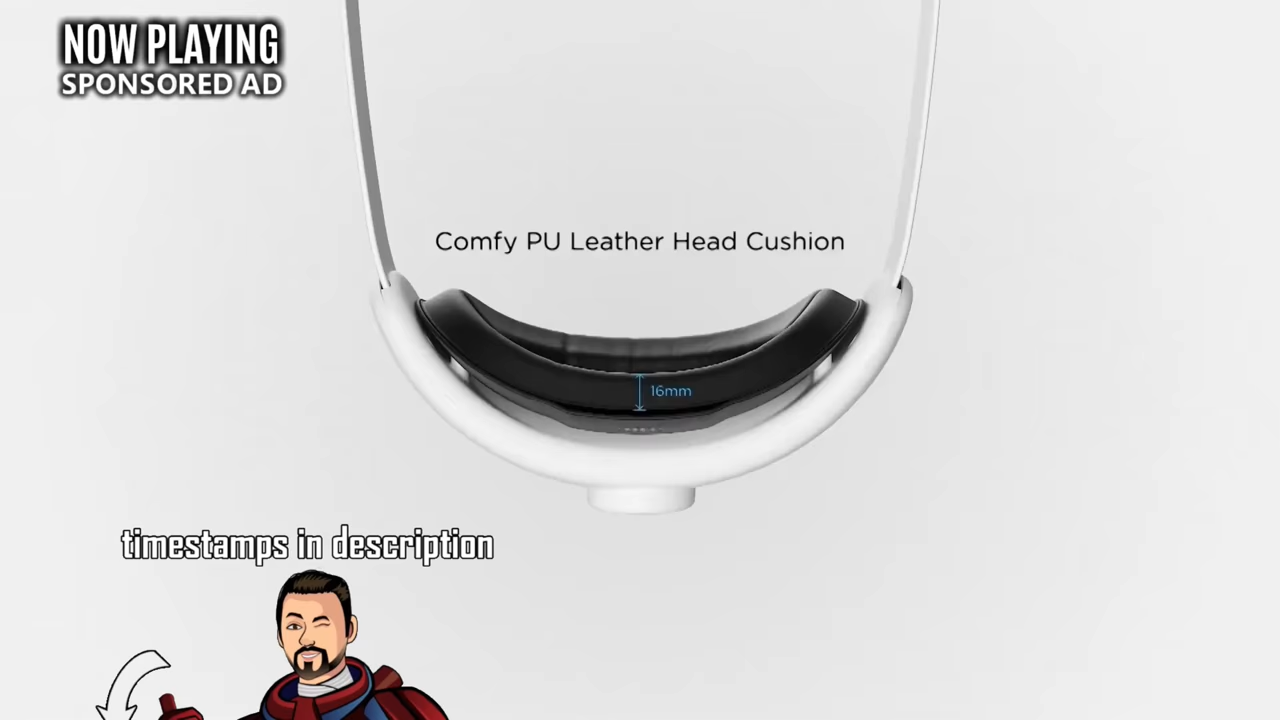 NOW PLAYING
SPONSORED AD
Comfy PU Leather Head Cushion
16mm
timestamps in description